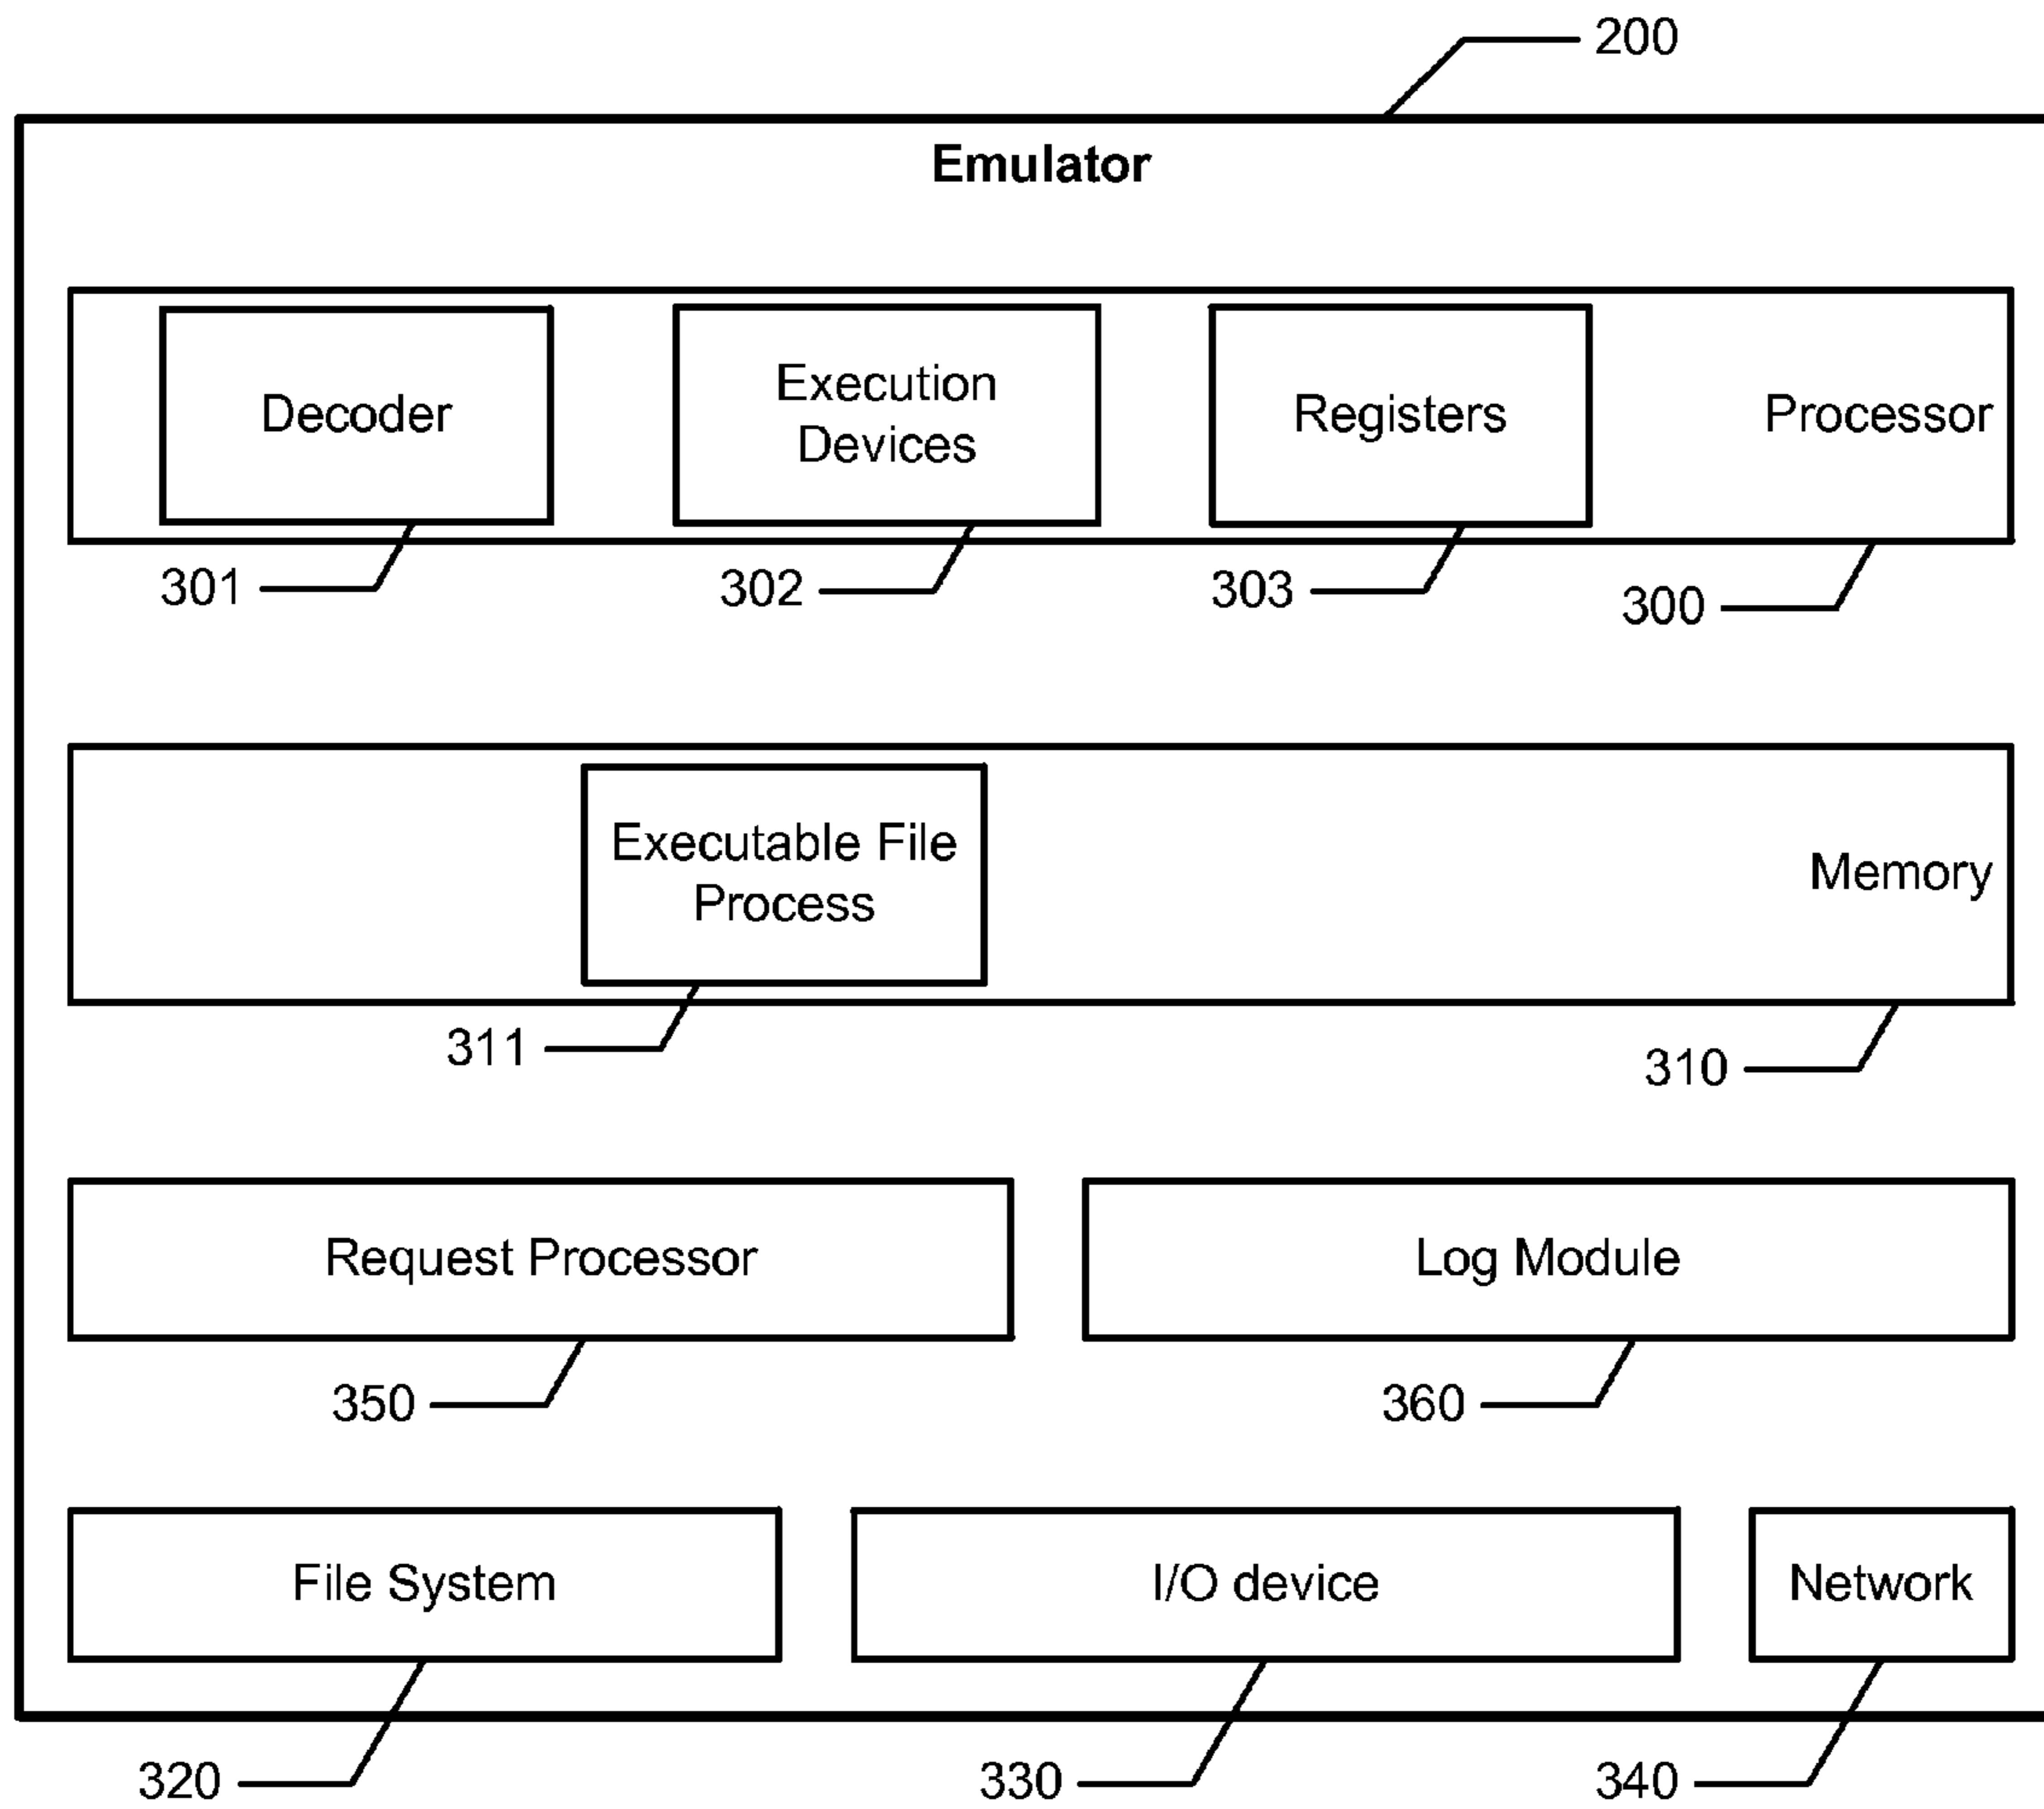 200
Emulator
Decoder
Execution
Devices
Registers
Processor
301
302
303
300
Executable File
Process
Memory
311
310
Request Processor
Log Module
350
360
File System
I/O device
Network
320
330
340